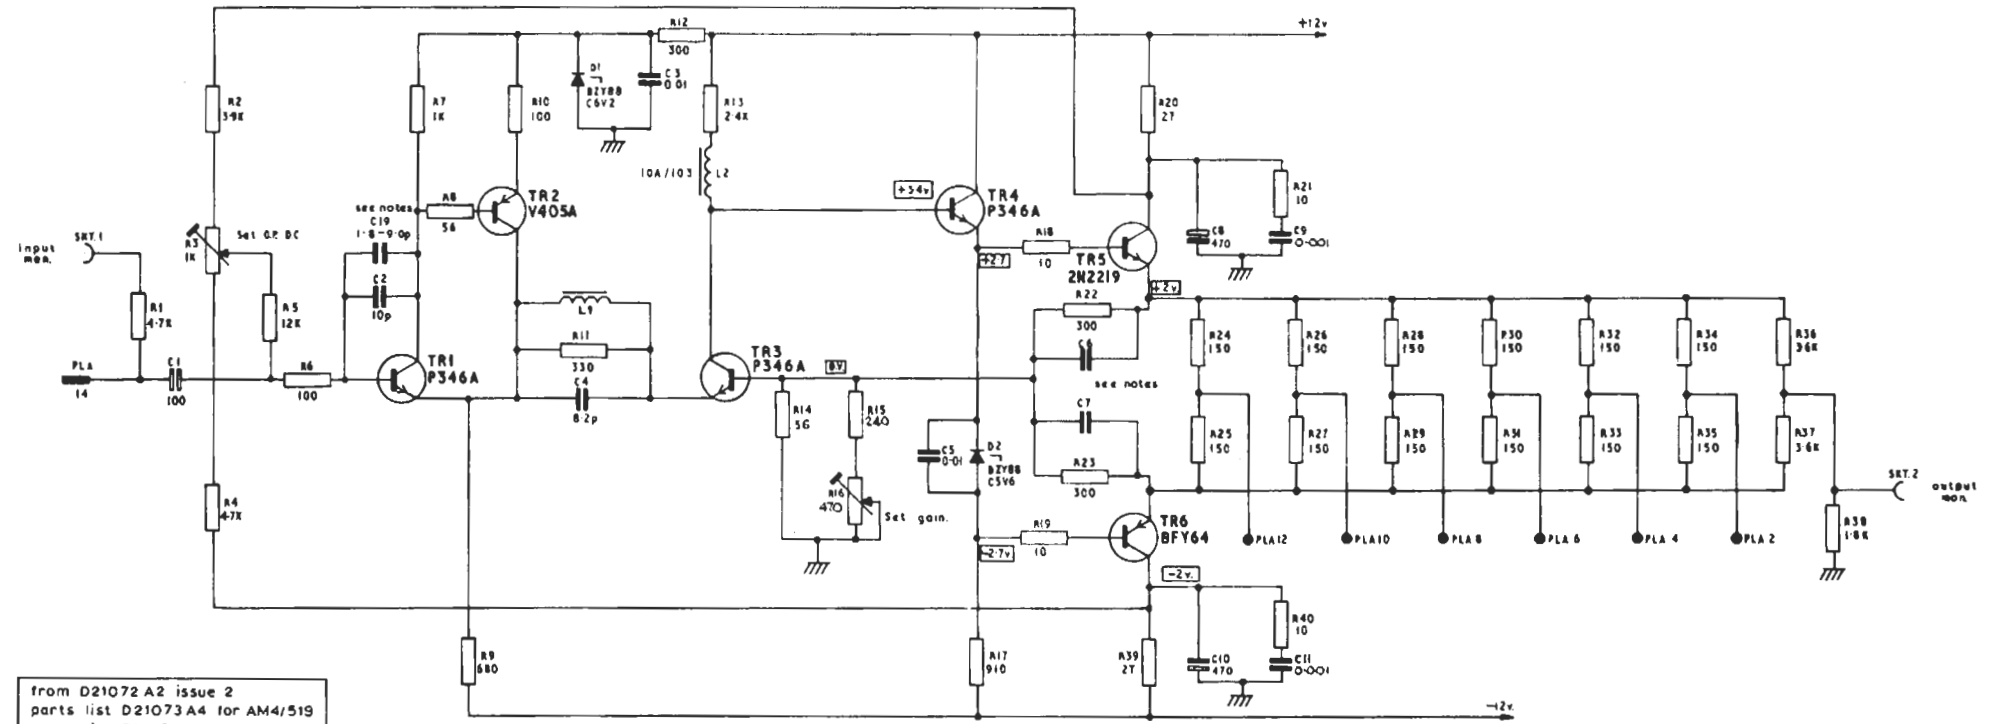 +12v
R12
300
D1
BZY88
C6V2
C3
0.01
R2
3.9K
R7
1K
R10
100
R13
2.4K
R20
27
10A/103
L2
+5.4v
TR4
P346A
R21
10
C8
470
C9
0.001
see notes
C19
1.8-9.0p
R8
56
TR2
V405A
input
mon.
SKT.1
R3
1K
Set O.P. DC
C2
10p
R18
10
+2.7
TR5
2N2219
+2v
R1
4.7K
R5
12K
L1
R11
330
C4
8.2p
R22
300
C6
see notes
C7
R23
300
R24
150
R26
150
R28
150
R30
150
R32
150
R34
150
R36
3.6K
PLA
14
C1
100
R6
100
TR1
P346A
TR3
P346A
0V
R14
56
R15
240
R16
470
Set gain.
C5
0.01
D2
BZY88
C5V6
R25
150
R27
150
R29
150
R31
150
R33
150
R35
150
R37
3.6K
SKT.2
output
mon.
R4
4.7K
R19
10
-2.7v
TR6
BFY64
-2v.
PLA12
PLA10
PLA8
PLA6
PLA 4
PLA 2
R38
1.8K
R9
680
R17
910
R39
27
C10
470
R40
10
C11
0.001
-12v.
from D21072 A2 issue 2
parts list D21073A4 for AM4/519